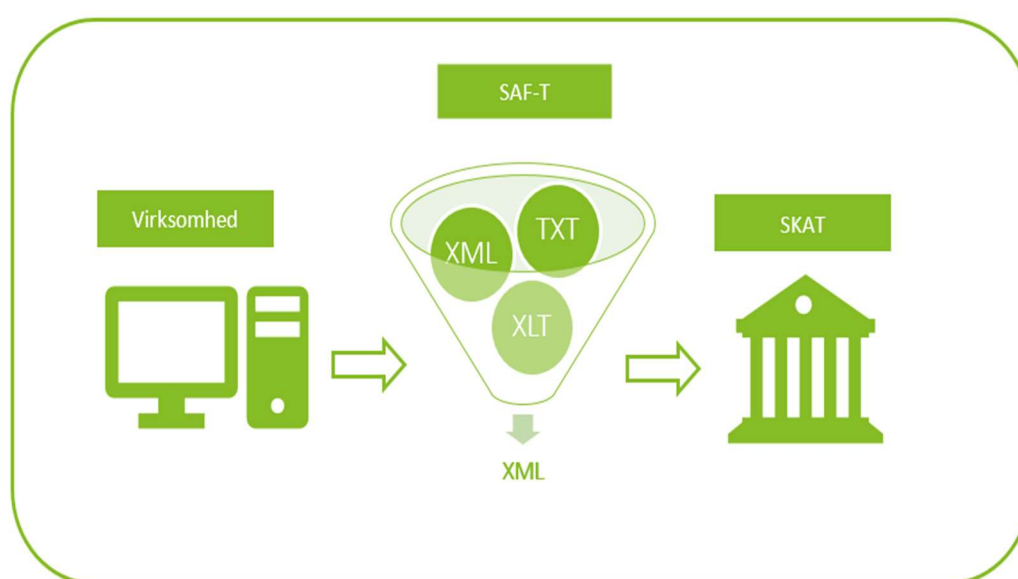 SAF-T
Virksomhed
XML
TXT
XLT
SKAT
XML